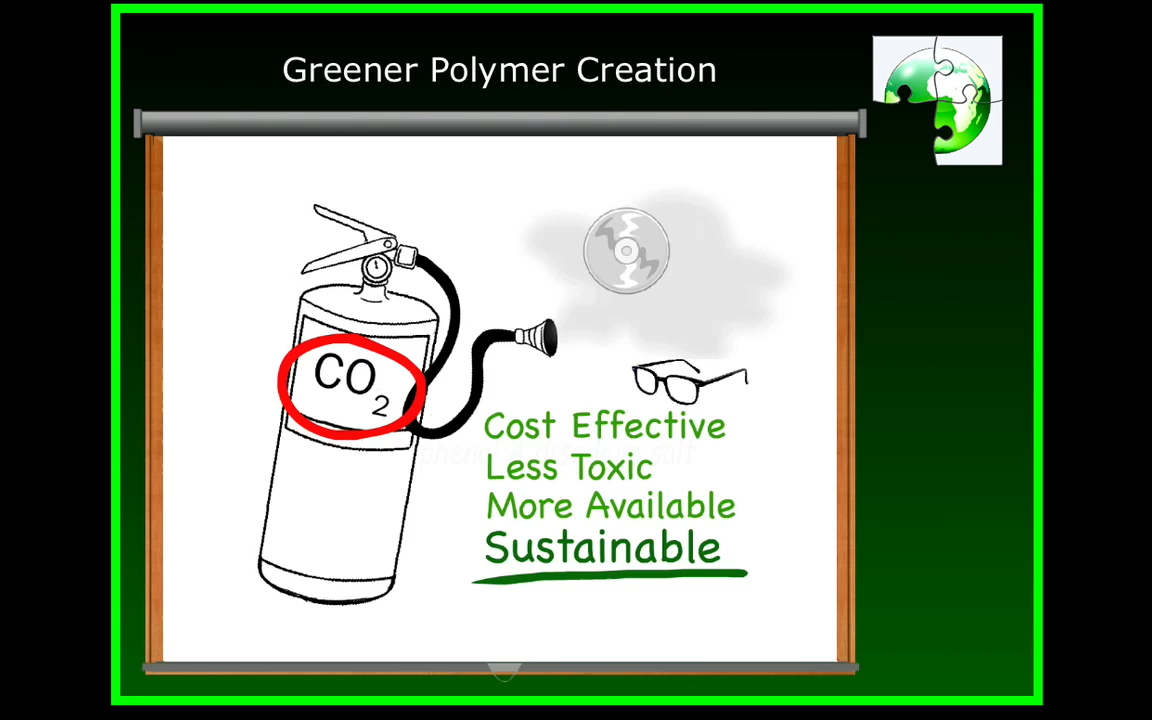 Greener Polymer Creation
CO2
Cost Effective
Less Toxic
More Available
Sustainable